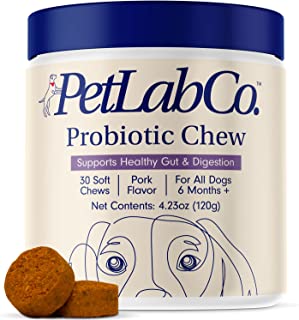 PetLabCo.™
Probiotic Chew
Supports Healthy Gut & Digestion
30 Soft Chews | Pork Flavor | For All Dogs 6 Months +
Net Contents: 4.23oz (120g)